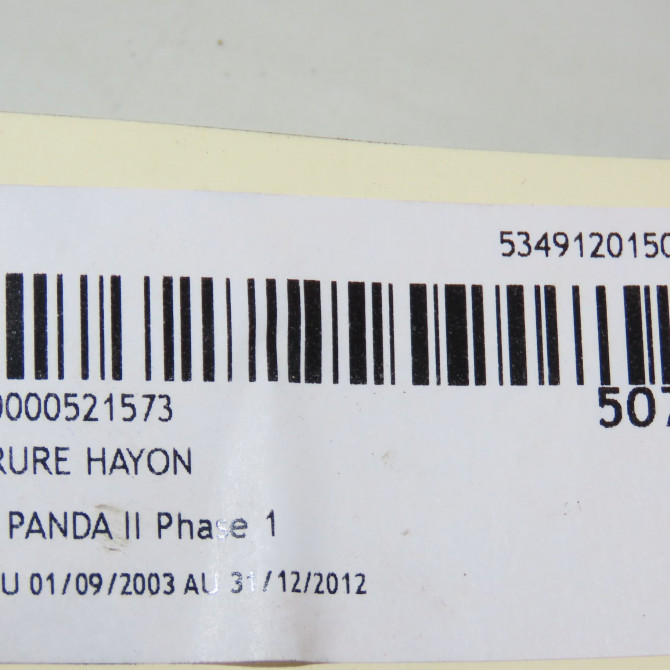 5349120150
0000521573
507
RURE HAYON
PANDA II Phase 1
U 01/09/2003 AU 31/12/2012